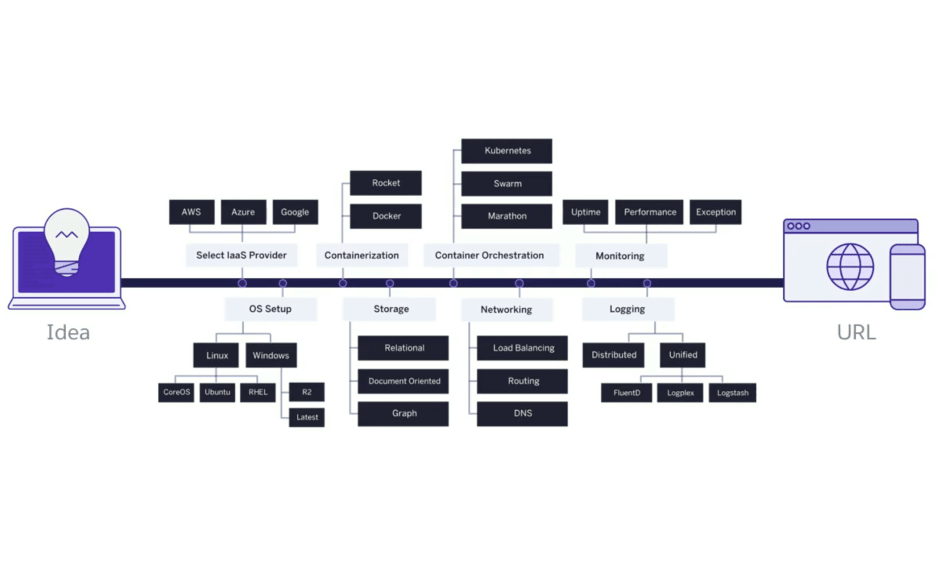 Kubernetes
Rocket
Swarm
AWS
Azure
Google
Docker
Marathon
Uptime
Performance
Exception
Select IaaS Provider
Containerization
Container Orchestration
Monitoring
Idea
URL
OS Setup
Storage
Networking
Logging
Linux
Windows
Relational
Load Balancing
Distributed
Unified
CoreOS
Ubuntu
RHEL
R2
Document Oriented
Routing
FluentD
Logplex
Logstash
Latest
Graph
DNS